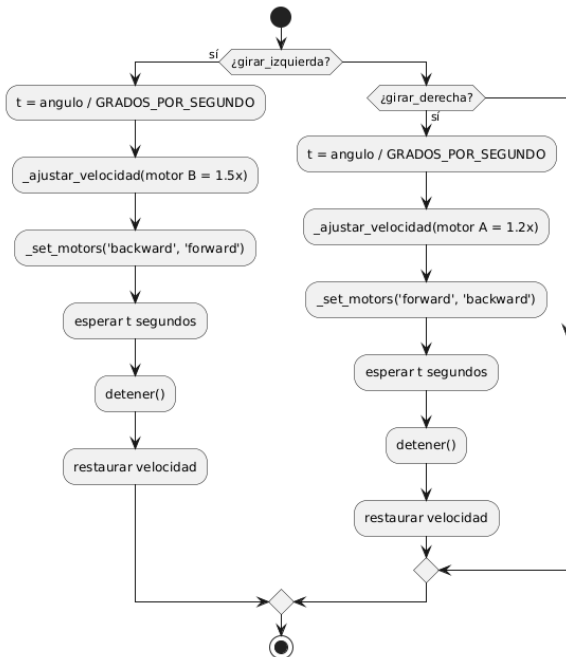 ¿girar_izquierda?
sí
t = angulo / GRADOS_POR_SEGUNDO
_ajustar_velocidad(motor B = 1.5x)
_set_motors('backward', 'forward')
esperar t segundos
detener()
restaurar velocidad
¿girar_derecha?
sí
t = angulo / GRADOS_POR_SEGUNDO
_ajustar_velocidad(motor A = 1.2x)
_set_motors('forward', 'backward')
esperar t segundos
detener()
restaurar velocidad